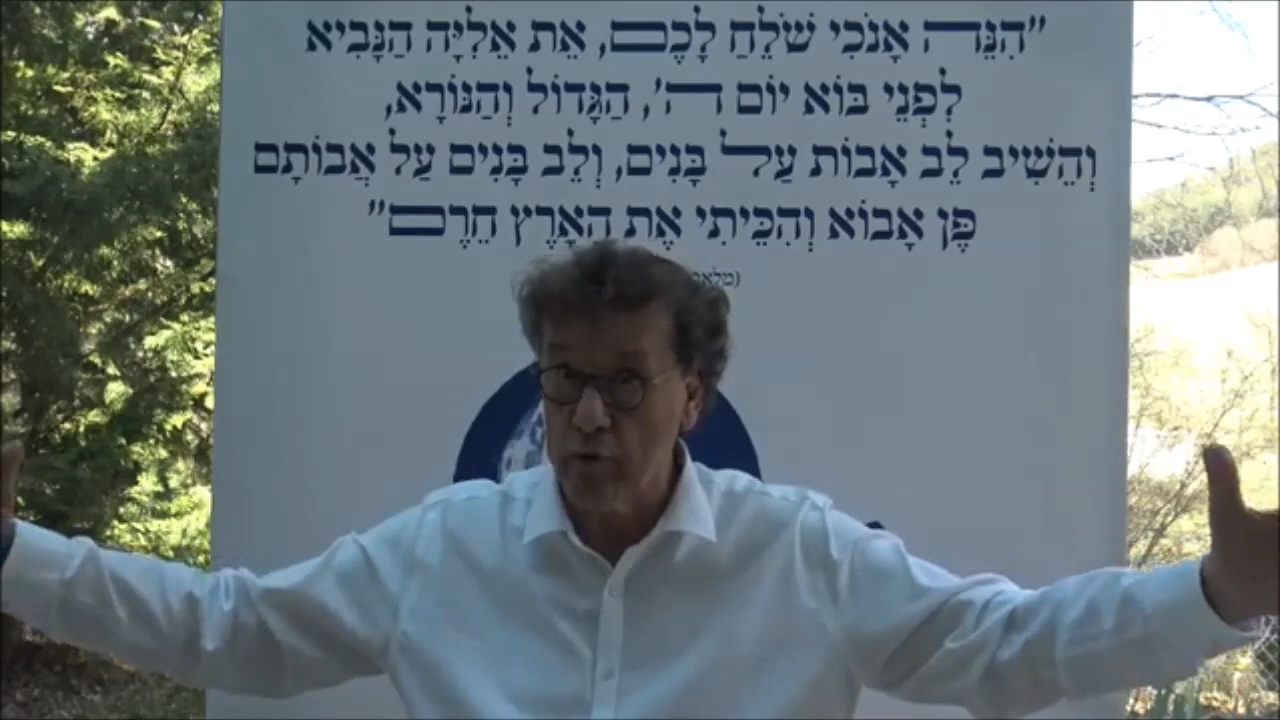 "הִנֵּה אָנֹכִי שֹׁלֵחַ לָכֶם, אֵת אֵלִיָּה הַנָּבִיא
לִפְנֵי בּוֹא יוֹם ה', הַגָּדוֹל וְהַנּוֹרָא,
וְהֵשִׁיב לֵב אָבוֹת עַל בָּנִים, וְלֵב בָּנִים עַל אֲבוֹתָם
פֶּן אָבוֹא וְהִכֵּיתִי אֶת הָאָרֶץ חֵרֶם"